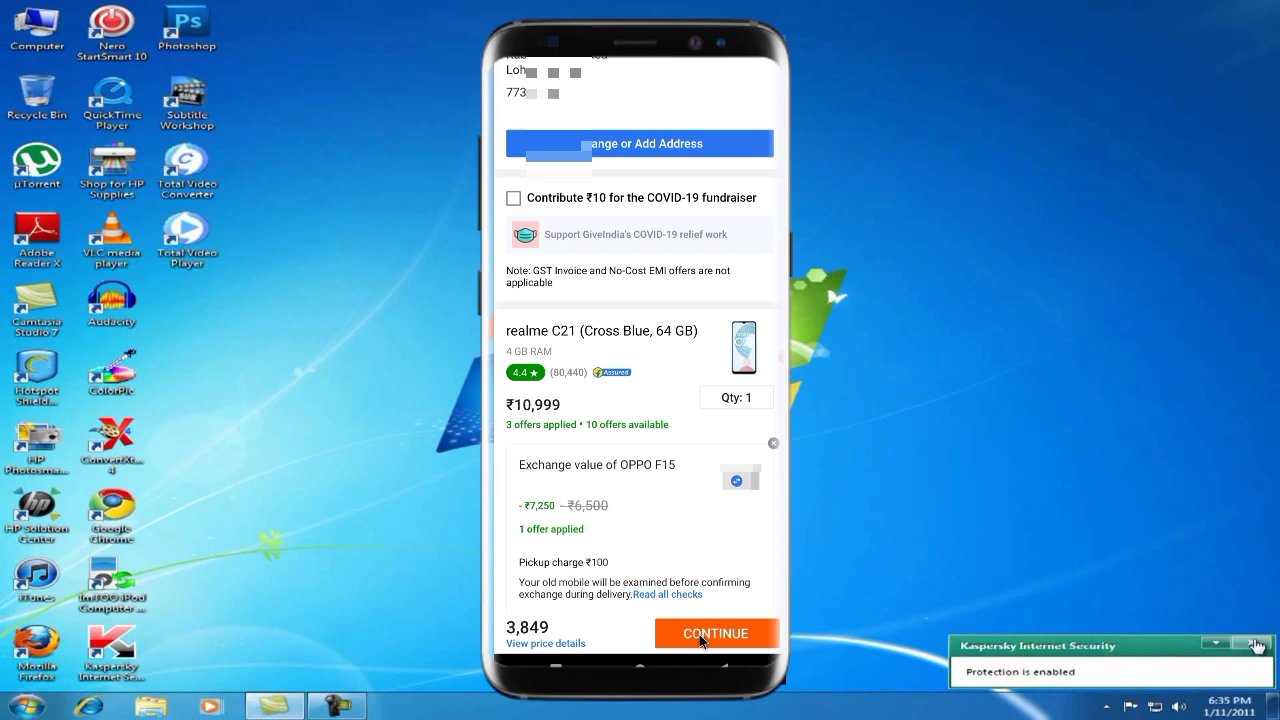 Computer
Nero
StartSmart 10
Photoshop
Recycle Bin
QuickTime
Player
Subtitle
Workshop
µTorrent
Shop for HP
Supplies
Total Video
Converter
Adobe
Reader X
VLC media
player
Total Video
Player
Camtasia
Studio 7
Audacity
Hotspot
Shield...
ColorPic
HP
Photosma...
ConvertXt...
4
HP Solution
Center
Google
Chrome
iTunes
ImTOO iPod
Computer ...
Mozilla
Firefox
Kaspersky
Internet Se...
Loh
773
ange or Add Address
Contribute ₹10 for the COVID-19 fundraiser
Support GiveIndia's COVID-19 relief work
Note: GST Invoice and No-Cost EMI offers are not
applicable
realme C21 (Cross Blue, 64 GB)
4 GB RAM
4.4 ★ (80,440) Assured
₹10,999
Qty: 1
3 offers applied • 10 offers available
Exchange value of OPPO F15
- ₹7,250 - ₹6,500
1 offer applied
Pickup charge ₹100
Your old mobile will be examined before confirming
exchange during delivery.Read all checks
3,849
View price details
CONTINUE
Kaspersky Internet Security
Protection is enabled
6:35 PM
1/11/2011